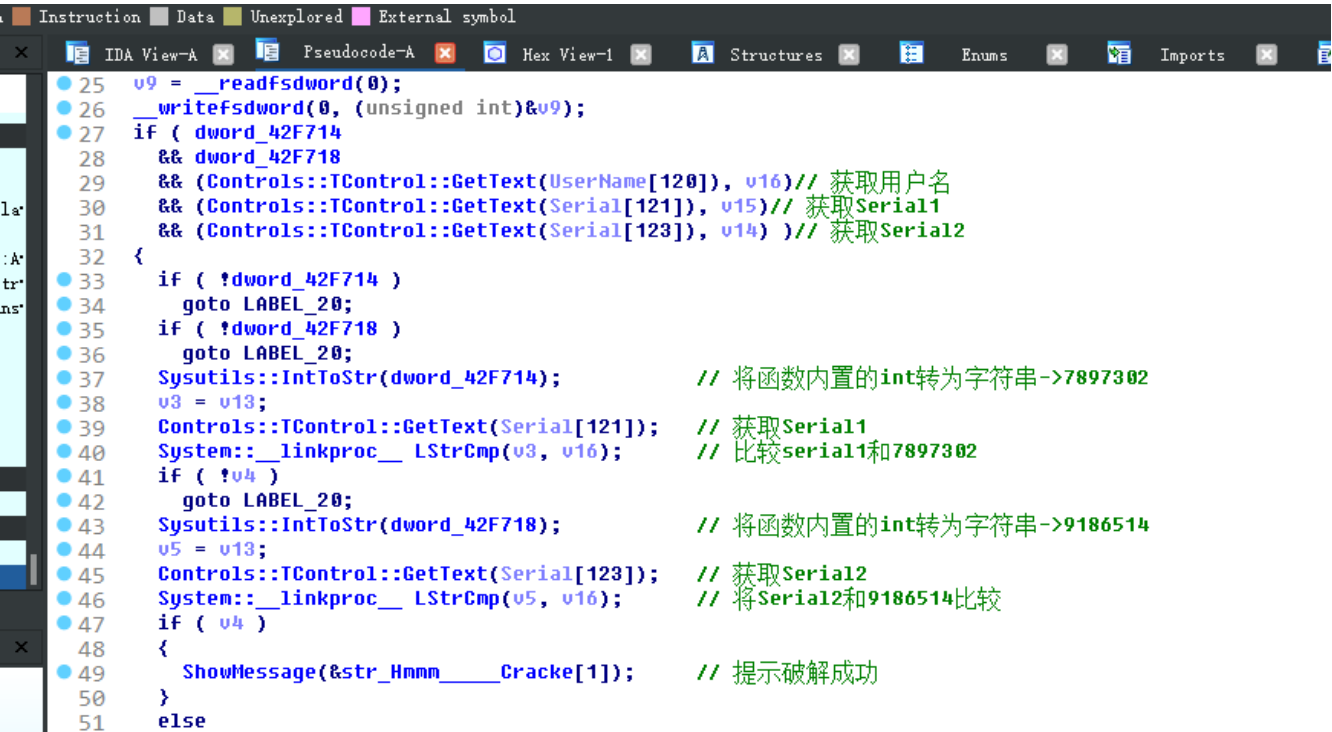 Instruction Data Unexplored External symbol
IDA View-A Pseudocode-A Hex View-1 Structures Enums Imports
25 v9 = __readfsdword(0);
26 __writefsdword(0, (unsigned int)&v9);
27 if ( dword_42F714
28 && dword_42F718
29 && (Controls::TControl::GetText(UserName[120]), v16)// 获取用户名
30 && (Controls::TControl::GetText(Serial[121]), v15)// 获取Serial1
31 && (Controls::TControl::GetText(Serial[123]), v14) )// 获取Serial2
32 {
33 if ( !dword_42F714 )
34 goto LABEL_20;
35 if ( !dword_42F718 )
36 goto LABEL_20;
37 Sysutils::IntToStr(dword_42F714); // 将函数内置的int转为字符串->7897302
38 v3 = v13;
39 Controls::TControl::GetText(Serial[121]); // 获取Serial1
40 System::__linkproc__ LStrCmp(v3, v16); // 比较serial1和7897302
41 if ( !v4 )
42 goto LABEL_20;
43 Sysutils::IntToStr(dword_42F718); // 将函数内置的int转为字符串->9186514
44 v5 = v13;
45 Controls::TControl::GetText(Serial[123]); // 获取Serial2
46 System::__linkproc__ LStrCmp(v5, v16); // 将Serial2和9186514比较
47 if ( v4 )
48 {
49 ShowMessage(&str_Hmmm_____Cracke[1]); // 提示破解成功
50 }
51 else